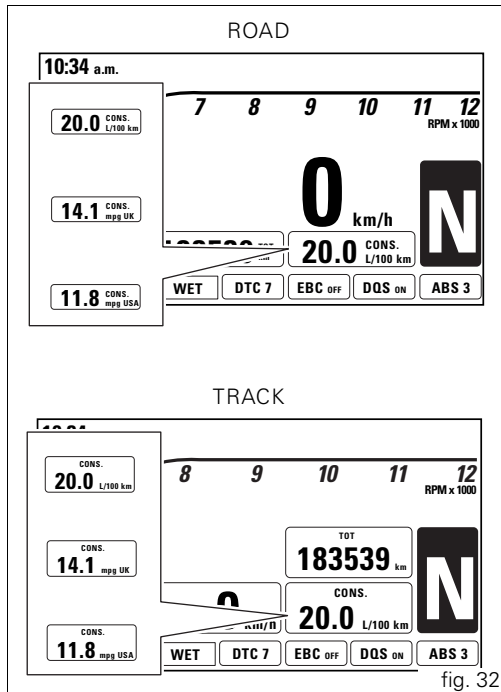 ROAD
10:34 a.m.
20.0 CONS. L/100 km
14.1 CONS. mpg UK
11.8 CONS. mpg USA
7 8 9 10 11 12
RPM x 1000
0 km/h
N
TOT
20.0 CONS. L/100 km
WET DTC 7 EBC OFF DQS ON ABS 3
TRACK
CONS.
20.0 L/100 km
CONS.
14.1 mpg UK
CONS.
11.8 mpg USA
8 9 10 11 12
RPM x 1000
TOT
183539 km
N
km/h
CONS.
20.0 L/100 km
WET DTC 7 EBC OFF DQS ON ABS 3
fig. 32